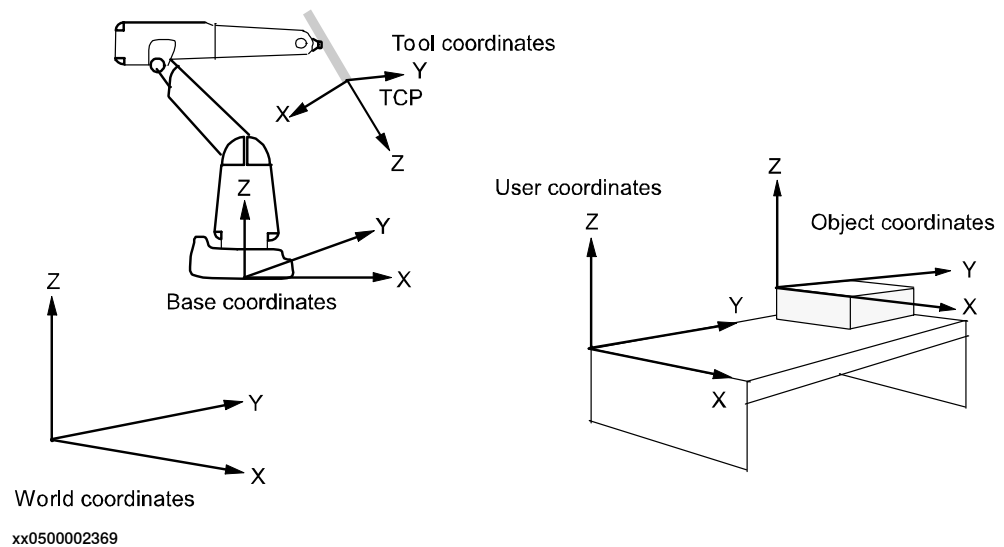 Tool coordinates
Y
TCP
X
Z
Z
Y
X
Base coordinates
User coordinates
Z
Y
X
Z
Object coordinates
Y
X
Z
Y
X
World coordinates
xx0500002369